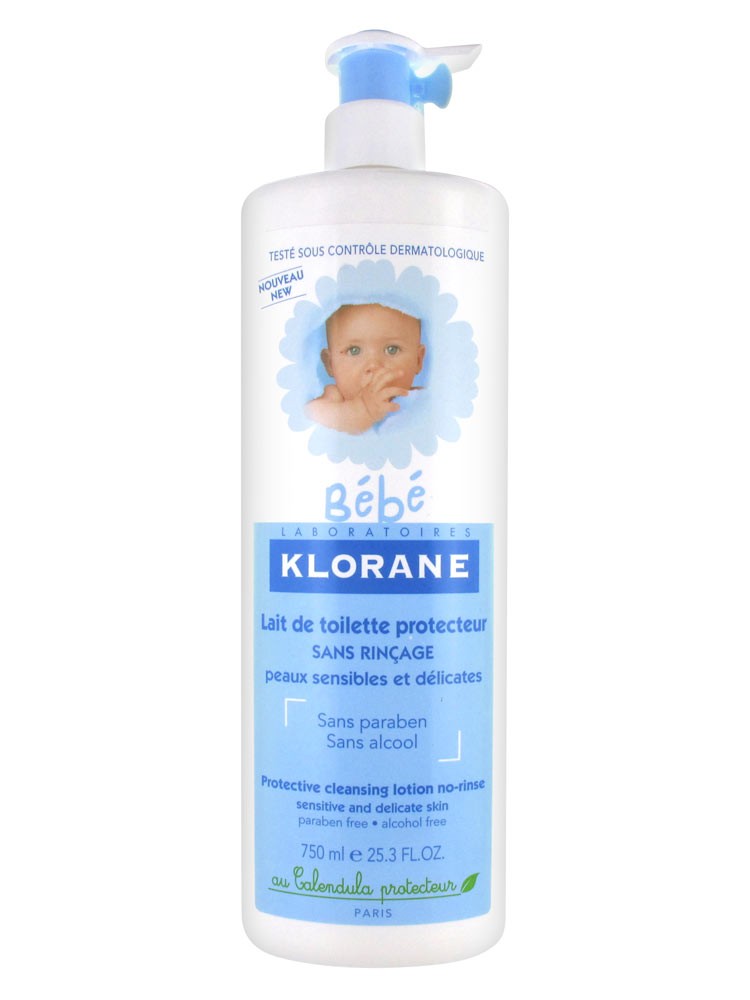 TESTÉ SOUS CONTRÔLE DERMATOLOGIQUE
NOUVEAU
NEW
Bébé
LABORATOIRES
KLORANE
Lait de toilette protecteur
SANS RINÇAGE
peaux sensibles et délicates
Sans paraben
Sans alcool
Protective cleansing lotion no-rinse
sensitive and delicate skin
paraben free • alcohol free
750 ml e 25.3 FL.OZ.
au Calendula protecteur
PARIS